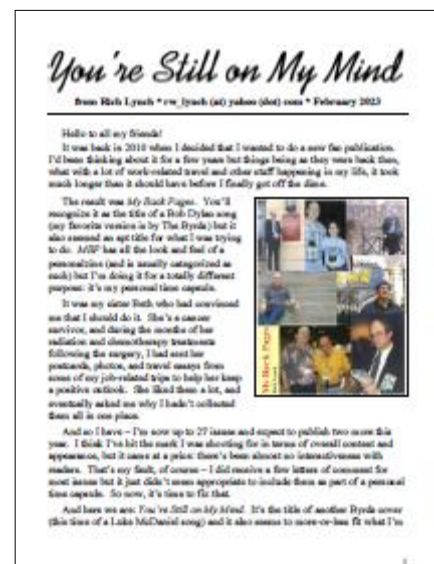 You're Still on My Mind
from Rich Lynch * rw_lynch (at) yahoo (dot) com * February 2023
Hello to all my friends!
It was back in 2010 when I decided that I wanted to do a new fan publication.
I'd been thinking about it for a few years but things being as they were back then,
what with a lot of work-related travel and other stuff happening in my life, it took
much longer than it should have before I finally got off the dime.
The result was My Back Pages. You'll
recognize it as the title of a Bob Dylan song
(my favorite version is by The Byrds) but it
also seemed an apt title for what I was trying
to do. MBP has all the look and feel of a
personalzine (and is usually categorized as
such) but I'm doing it for a totally different
purpose: it's my personal time capsule.
It was my sister Beth who had convinced
me that I should do it. She's a cancer
survivor, and during the months of her
radiation and chemotherapy treatments
following the surgery, I had sent her
postcards, photos, and travel essays from
some of my job-related trips to help her keep
a positive outlook. She liked them a lot, and
eventually asked me why I hadn't collected
them all in one place.
My Back Pages
And so I have – I'm now up to 27 issues and expect to publish two more this
year. I think I've hit the mark I was shooting for in terms of overall content and
appearance, but it came at a price: there's been almost no interactiveness with
readers. That's my fault, of course – I did receive a few letters of comment for
most issues but it just didn't seem appropriate to include them as part of a personal
time capsule. So now, it's time to fix that.
And here we are: You're Still on My Mind. It's the title of another Byrds cover
(this time of a Luke McDaniel song) and it also seems to more-or-less fit what I'm